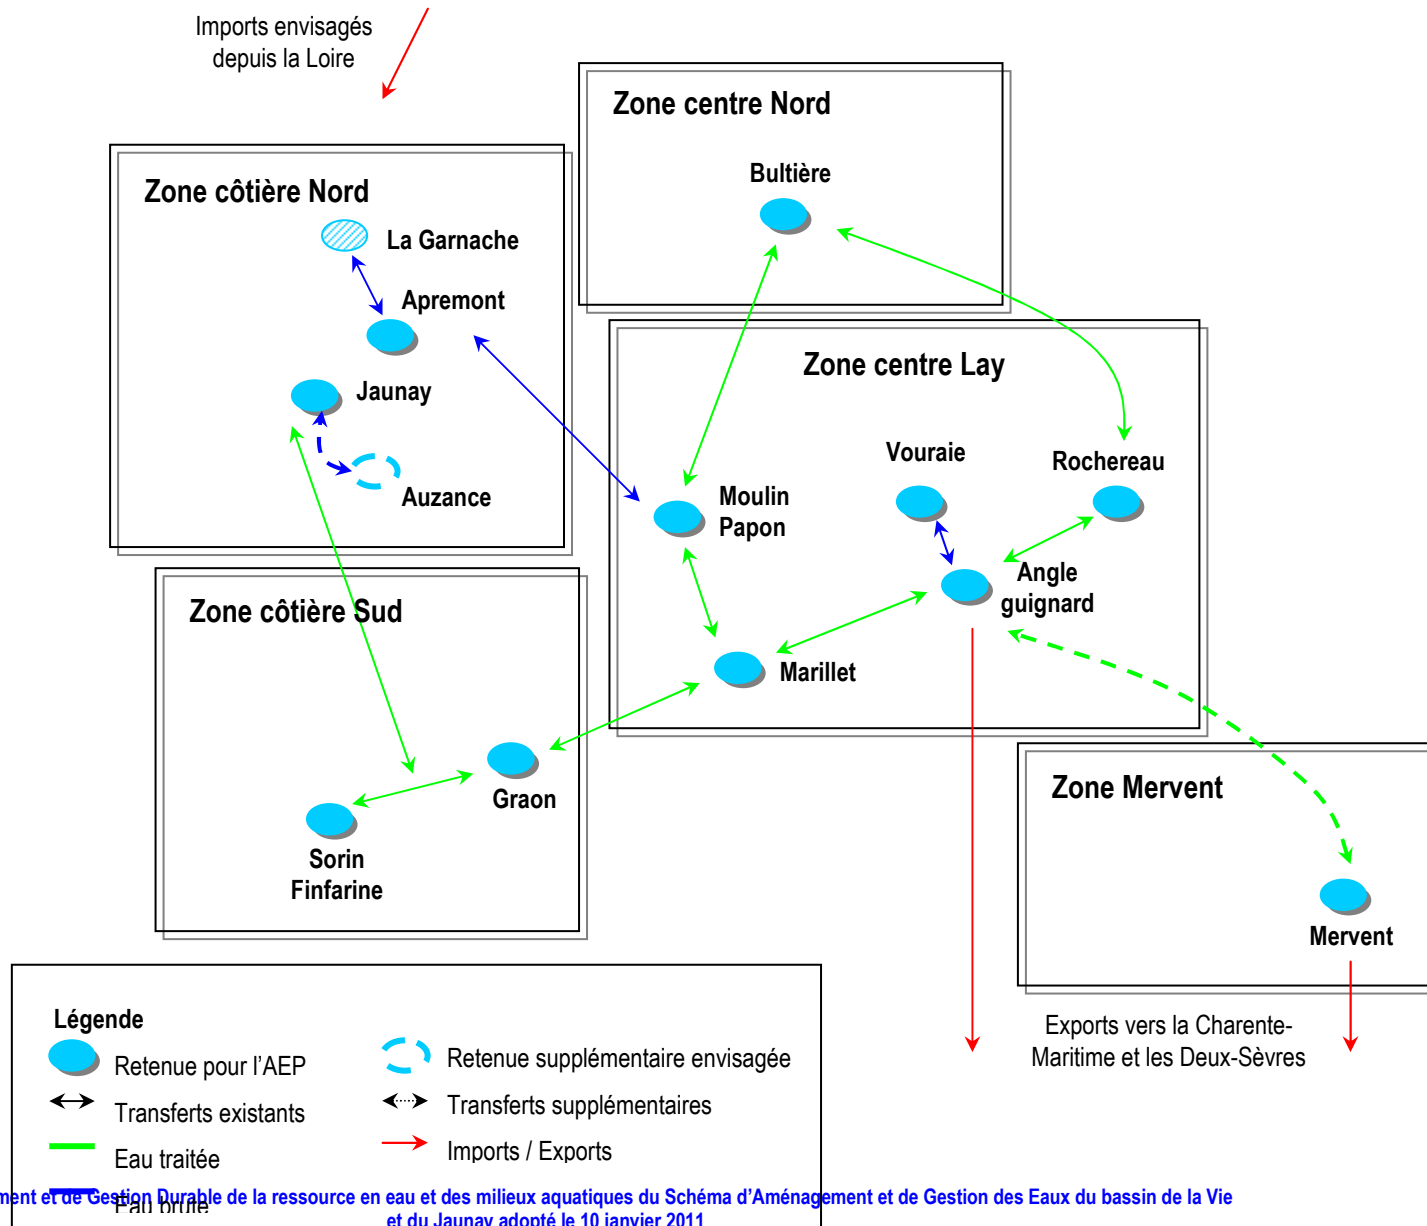 Imports envisagés
depuis la Loire
Zone centre Nord
Bultière
Zone côtière Nord
La Garnache
Apremont
Jaunay
Auzance
Zone centre Lay
Vouraie
Rochereau
Moulin
Papon
Angle
guignard
Marillet
Zone côtière Sud
Graon
Sorin
Finfarine
Zone Mervent
Mervent
Exports vers la Charente-
Maritime et les Deux-Sèvres
Légende
Retenue pour l'AEP
Retenue supplémentaire envisagée
Transferts existants
Transferts supplémentaires
Eau traitée
Imports / Exports
Eau brute
ment et de Gestion Durable de la ressource en eau et des milieux aquatiques du Schéma d'Aménagement et de Gestion des Eaux du bassin de la Vie
et du Jaunay adopté le 10 janvier 2011